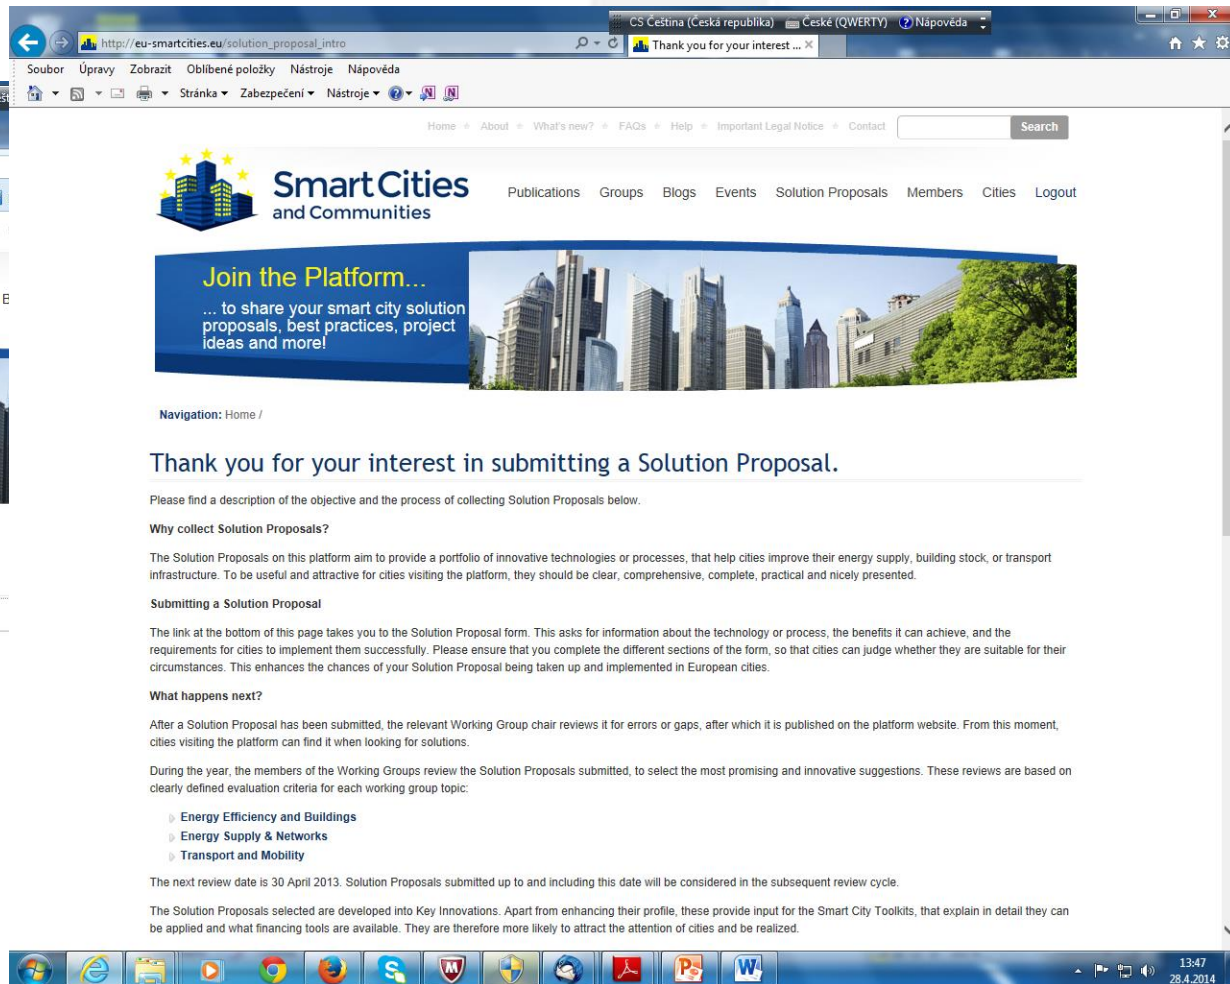 CS Čeština (Česká republika) České (QWERTY) Nápověda
http://eu-smartcities.eu/solution_proposal_intro
Thank you for your interest ...
Soubor Úpravy Zobrazit Oblíbené položky Nástroje Nápověda
Stránka Zabezpečení Nástroje
Home About What's new? FAQs Help Important Legal Notice Contact Search
Smart Cities
and Communities
Publications Groups Blogs Events Solution Proposals Members Cities Logout
Join the Platform...
... to share your smart city solution
proposals, best practices, project
ideas and more!
Navigation: Home /
Thank you for your interest in submitting a Solution Proposal.
Please find a description of the objective and the process of collecting Solution Proposals below.
Why collect Solution Proposals?
The Solution Proposals on this platform aim to provide a portfolio of innovative technologies or processes, that help cities improve their energy supply, building stock, or transport
infrastructure. To be useful and attractive for cities visiting the platform, they should be clear, comprehensive, complete, practical and nicely presented.
Submitting a Solution Proposal
The link at the bottom of this page takes you to the Solution Proposal form. This asks for information about the technology or process, the benefits it can achieve, and the
requirements for cities to implement them successfully. Please ensure that you complete the different sections of the form, so that cities can judge whether they are suitable for their
circumstances. This enhances the chances of your Solution Proposal being taken up and implemented in European cities.
What happens next?
After a Solution Proposal has been submitted, the relevant Working Group chair reviews it for errors or gaps, after which it is published on the platform website. From this moment,
cities visiting the platform can find it when looking for solutions.
During the year, the members of the Working Groups review the Solution Proposals submitted, to select the most promising and innovative suggestions. These reviews are based on
clearly defined evaluation criteria for each working group topic:
Energy Efficiency and Buildings
Energy Supply & Networks
Transport and Mobility
The next review date is 30 April 2013. Solution Proposals submitted up to and including this date will be considered in the subsequent review cycle.
The Solution Proposals selected are developed into Key Innovations. Apart from enhancing their profile, these provide input for the Smart City Toolkits, that explain in detail they can
be applied and what financing tools are available. They are therefore more likely to attract the attention of cities and be realized.
13:47
28.4.2014